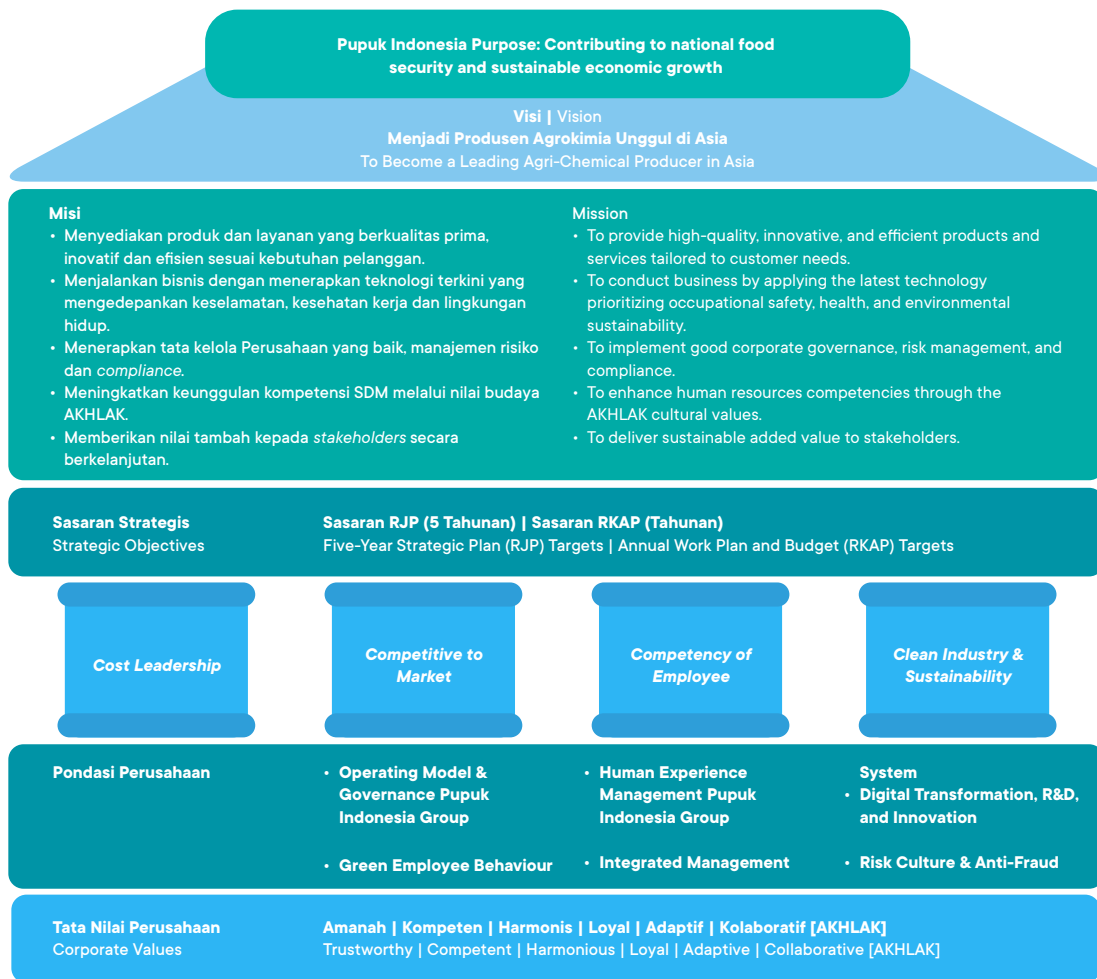 Pupuk Indonesia Purpose: Contributing to national food
security and sustainable economic growth
Visi | Vision
Menjadi Produsen Agrokimia Unggul di Asia
To Become a Leading Agri-Chemical Producer in Asia
Misi
• Menyediakan produk dan layanan yang berkualitas prima,
inovatif dan efisien sesuai kebutuhan pelanggan.
• Menjalankan bisnis dengan menerapkan teknologi terkini yang
mengedepankan keselamatan, kesehatan kerja dan lingkungan
hidup.
• Menerapkan tata kelola Perusahaan yang baik, manajemen risiko
dan compliance.
• Meningkatkan keunggulan kompetensi SDM melalui nilai budaya
AKHLAK.
• Memberikan nilai tambah kepada stakeholders secara
berkelanjutan.
Mission
• To provide high-quality, innovative, and efficient products and
services tailored to customer needs.
• To conduct business by applying the latest technology
prioritizing occupational safety, health, and environmental
sustainability.
• To implement good corporate governance, risk management, and
compliance.
• To enhance human resources competencies through the
AKHLAK cultural values.
• To deliver sustainable added value to stakeholders.
Sasaran Strategis
Strategic Objectives
Sasaran RJP (5 Tahunan) | Sasaran RKAP (Tahunan)
Five-Year Strategic Plan (RJP) Targets | Annual Work Plan and Budget (RKAP) Targets
Cost Leadership
Competitive to
Market
Competency of
Employee
Clean Industry &
Sustainability
Pondasi Perusahaan
• Operating Model &
Governance Pupuk
Indonesia Group
• Green Employee Behaviour
• Human Experience
Management Pupuk
Indonesia Group
• Integrated Management
System
• Digital Transformation, R&D,
and Innovation
• Risk Culture & Anti-Fraud
Tata Nilai Perusahaan
Corporate Values
Amanah | Kompeten | Harmonis | Loyal | Adaptif | Kolaboratif [AKHLAK]
Trustworthy | Competent | Harmonious | Loyal | Adaptive | Collaborative [AKHLAK]